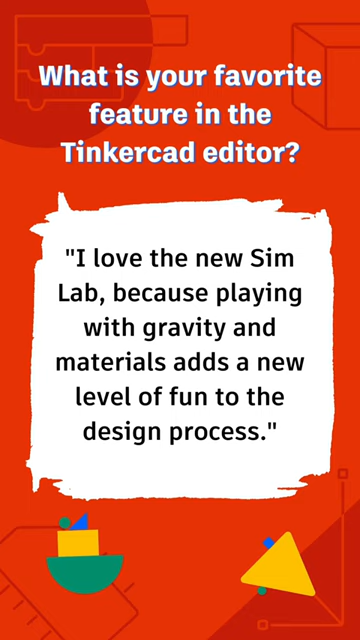 What is your favorite
feature in the
Tinkercad editor?
"I love the new Sim
Lab, because playing
with gravity and
materials adds a new
level of fun to the
design process."